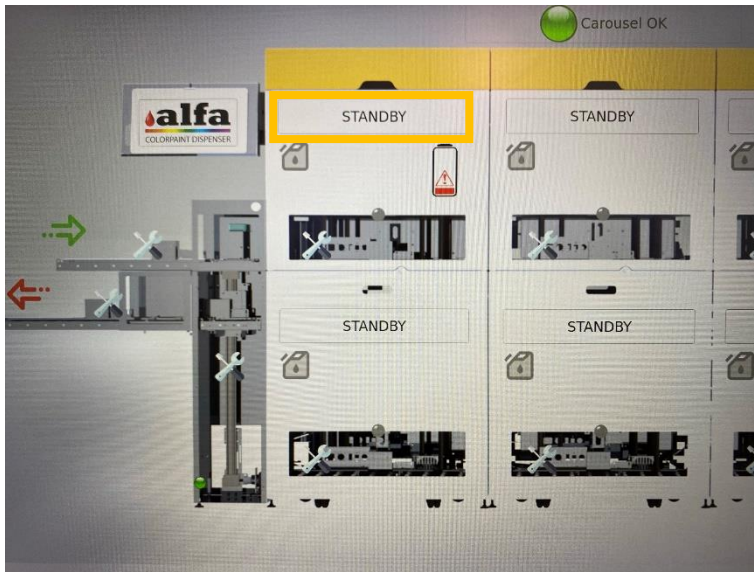 Carousel OK
alfa
COLORPAINT DISPENSER
STANDBY
STANDBY
STANDBY
STANDBY